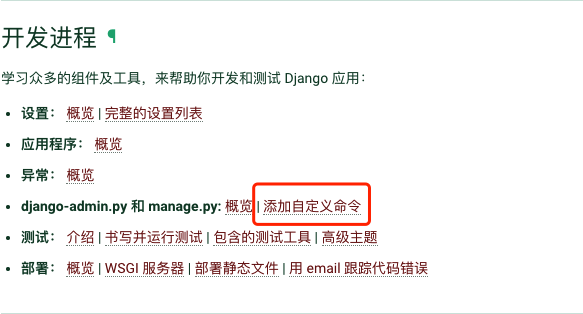 开发进程 ¶
学习众多的组件及工具，来帮助你开发和测试 Django 应用：
• 设置： 概览 | 完整的设置列表
• 应用程序： 概览
• 异常： 概览
• django-admin.py 和 manage.py: 概览 | 添加自定义命令
• 测试： 介绍 | 书写并运行测试 | 包含的测试工具 | 高级主题
• 部署： 概览 | WSGI 服务器 | 部署静态文件 | 用 email 跟踪代码错误